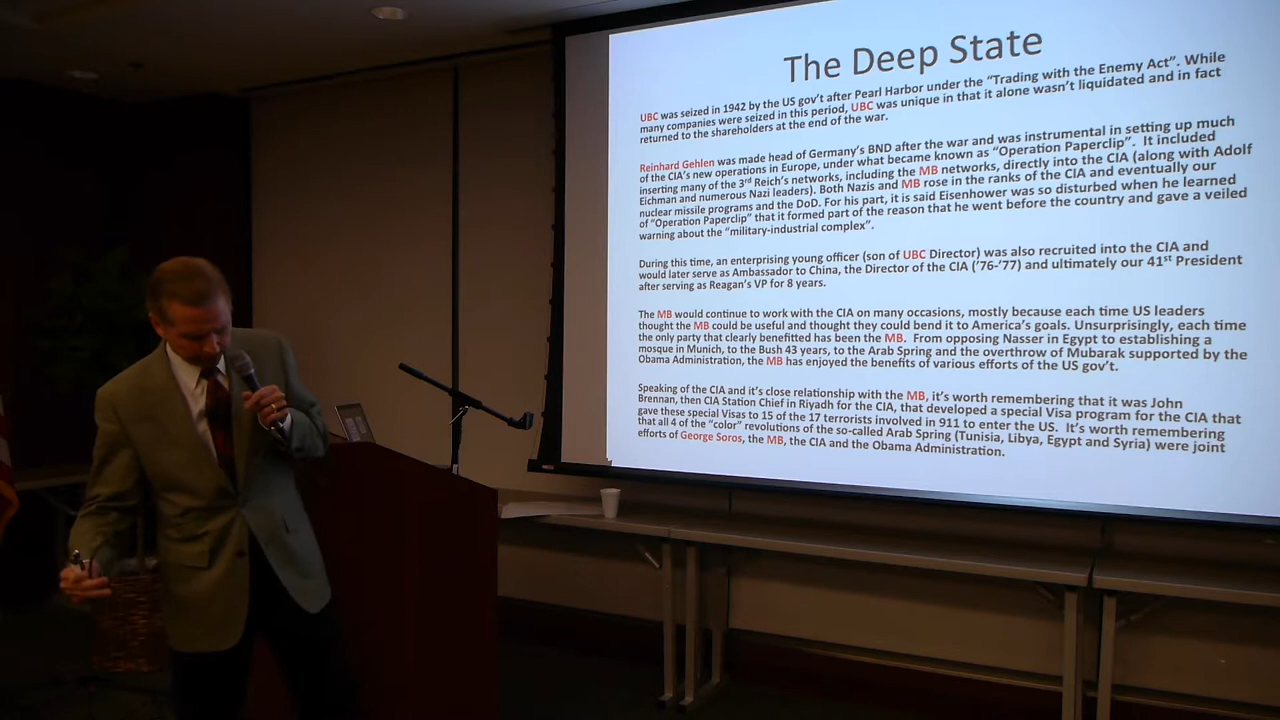 The Deep State
UBC was seized in 1942 by the US gov't after Pearl Harbor under the “Trading with the Enemy Act”. While
many companies were seized in this period, UBC was unique in that it alone wasn't liquidated and in fact
returned to the shareholders at the end of the war.
Reinhard Gehlen was made head of Germany's BND after the war and was instrumental in setting up much
of the CIA's new operations in Europe, under what became known as “Operation Paperclip”. It included
inserting many of the 3rd Reich's networks, including the MB networks, directly into the CIA (along with Adolf
Eichman and numerous Nazi leaders). Both Nazis and MB rose in the ranks of the CIA and eventually our
nuclear missile programs and the DoD. For his part, it is said Eisenhower was so disturbed when he learned
of “Operation Paperclip” that it formed part of the reason that he went before the country and gave a veiled
warning about the “military-industrial complex”.
During this time, an enterprising young officer (son of UBC Director) was also recruited into the CIA and
would later serve as Ambassador to China, the Director of the CIA ('76-'77) and ultimately our 41st President
after serving as Reagan's VP for 8 years.
The MB would continue to work with the CIA on many occasions, mostly because each time US leaders
thought the MB could be useful and thought they could bend it to America's goals. Unsurprisingly, each time
the only party that clearly benefitted has been the MB. From opposing Nasser in Egypt to establishing a
mosque in Munich, to the Bush 43 years, to the Arab Spring and the overthrow of Mubarak supported by the
Obama Administration, the MB has enjoyed the benefits of various efforts of the US gov't.
Speaking of the CIA and it's close relationship with the MB, it's worth remembering that it was John
Brennan, then CIA Station Chief in Riyadh for the CIA, that developed a special Visa program for the CIA that
gave these special Visas to 15 of the 17 terrorists involved in 911 to enter the US. It's worth remembering
that all 4 of the “color” revolutions of the so-called Arab Spring (Tunisia, Libya, Egypt and Syria) were joint
efforts of George Soros, the MB, the CIA and the Obama Administration.